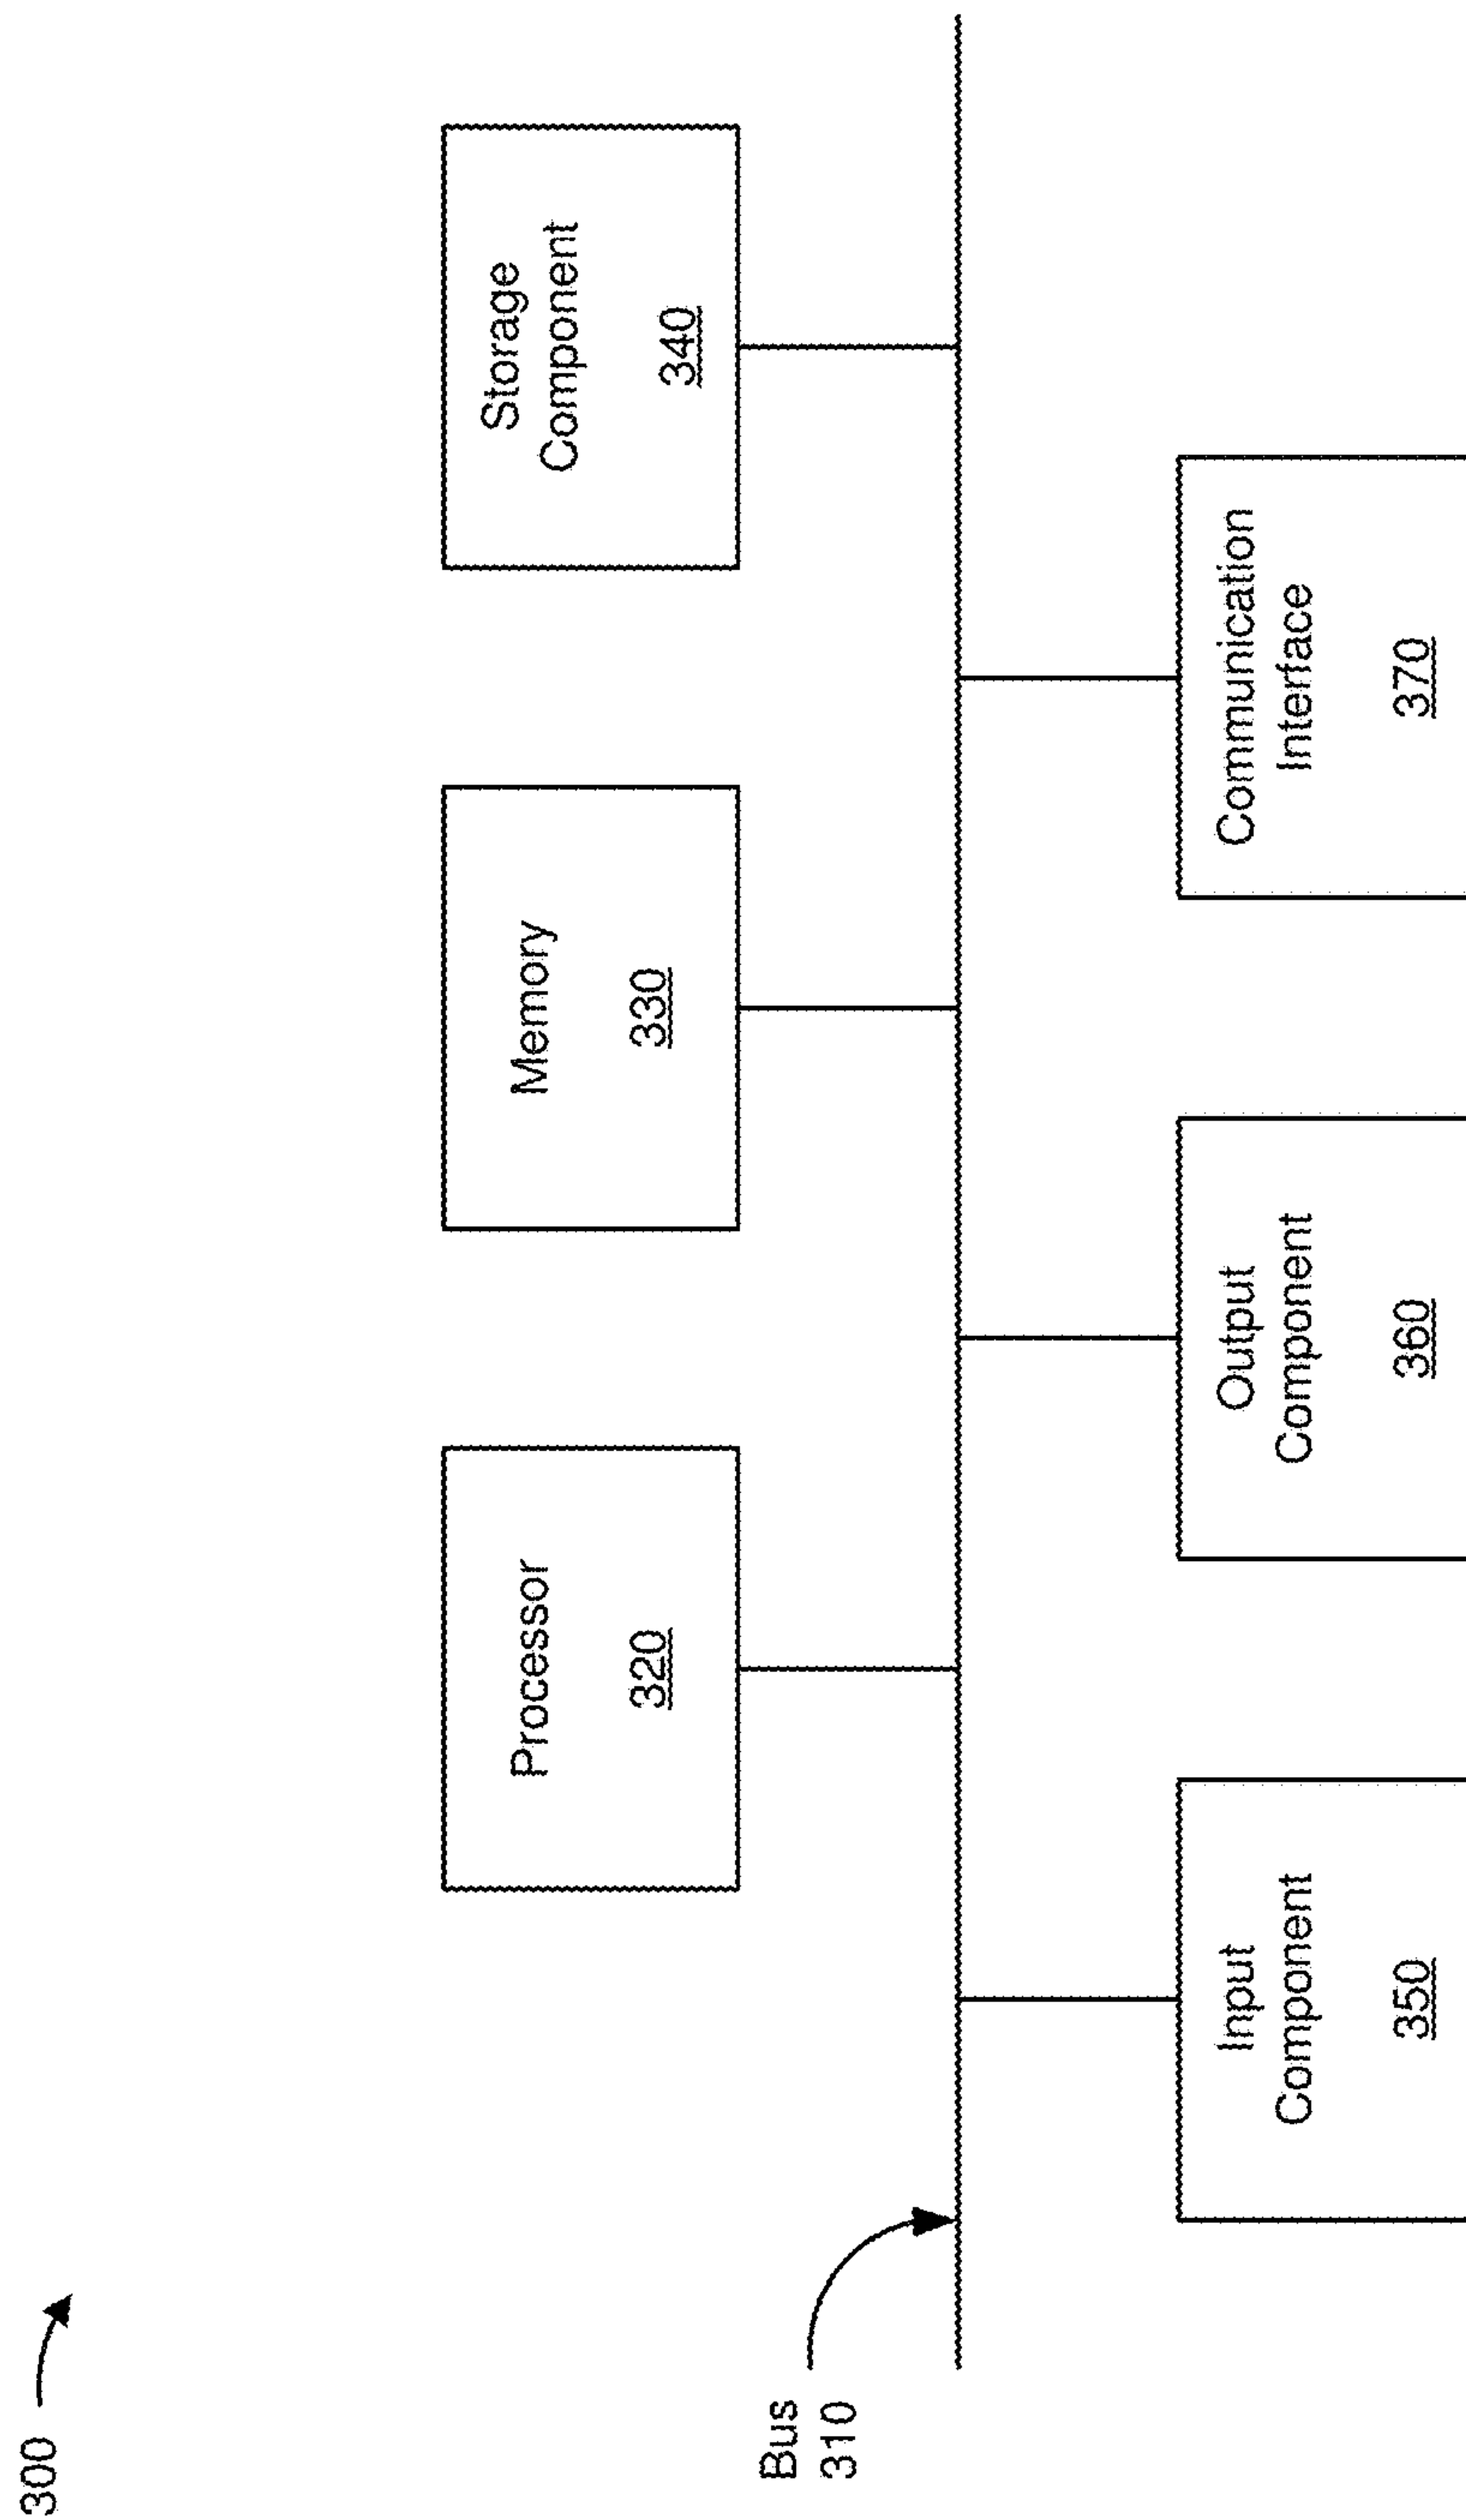 300
Processor
320
Memory
330
Storage
Component
340
Bus
310
Input
Component
350
Output
Component
360
Communication
Interface
370